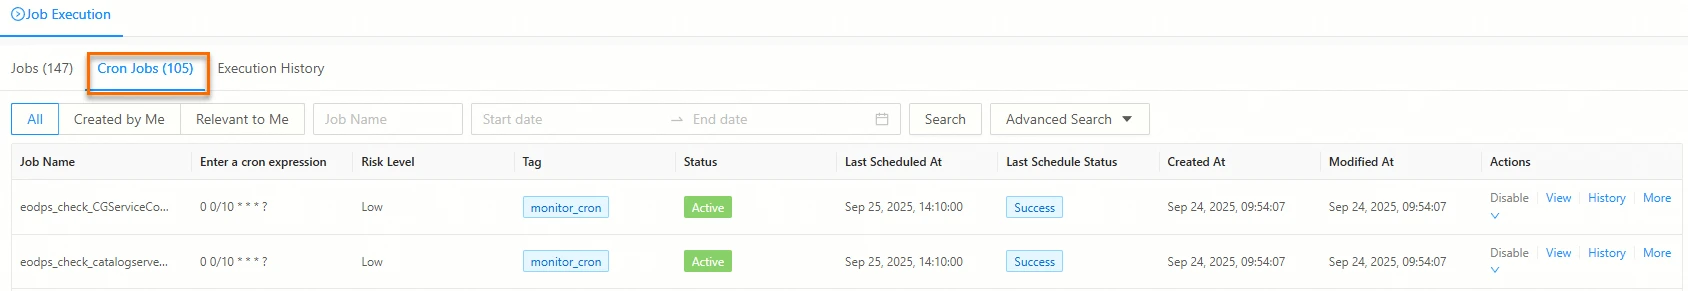 Job Execution
Jobs (147) Cron Jobs (105) Execution History
All Created by Me Relevant to Me Job Name Start date End date Search Advanced Search
Job Name Enter a cron expression Risk Level Tag Status Last Scheduled At Last Schedule Status Created At Modified At Actions
eodps_check_CGServiceCo... 0 0/10 * * * ? Low monitor_cron Active Sep 25, 2025, 14:10:00 Success Sep 24, 2025, 09:54:07 Sep 24, 2025, 09:54:07 Disable View History More
eodps_check_catalogserve... 0 0/10 * * * ? Low monitor_cron Active Sep 25, 2025, 14:10:00 Success Sep 24, 2025, 09:54:07 Sep 24, 2025, 09:54:07 Disable View History More